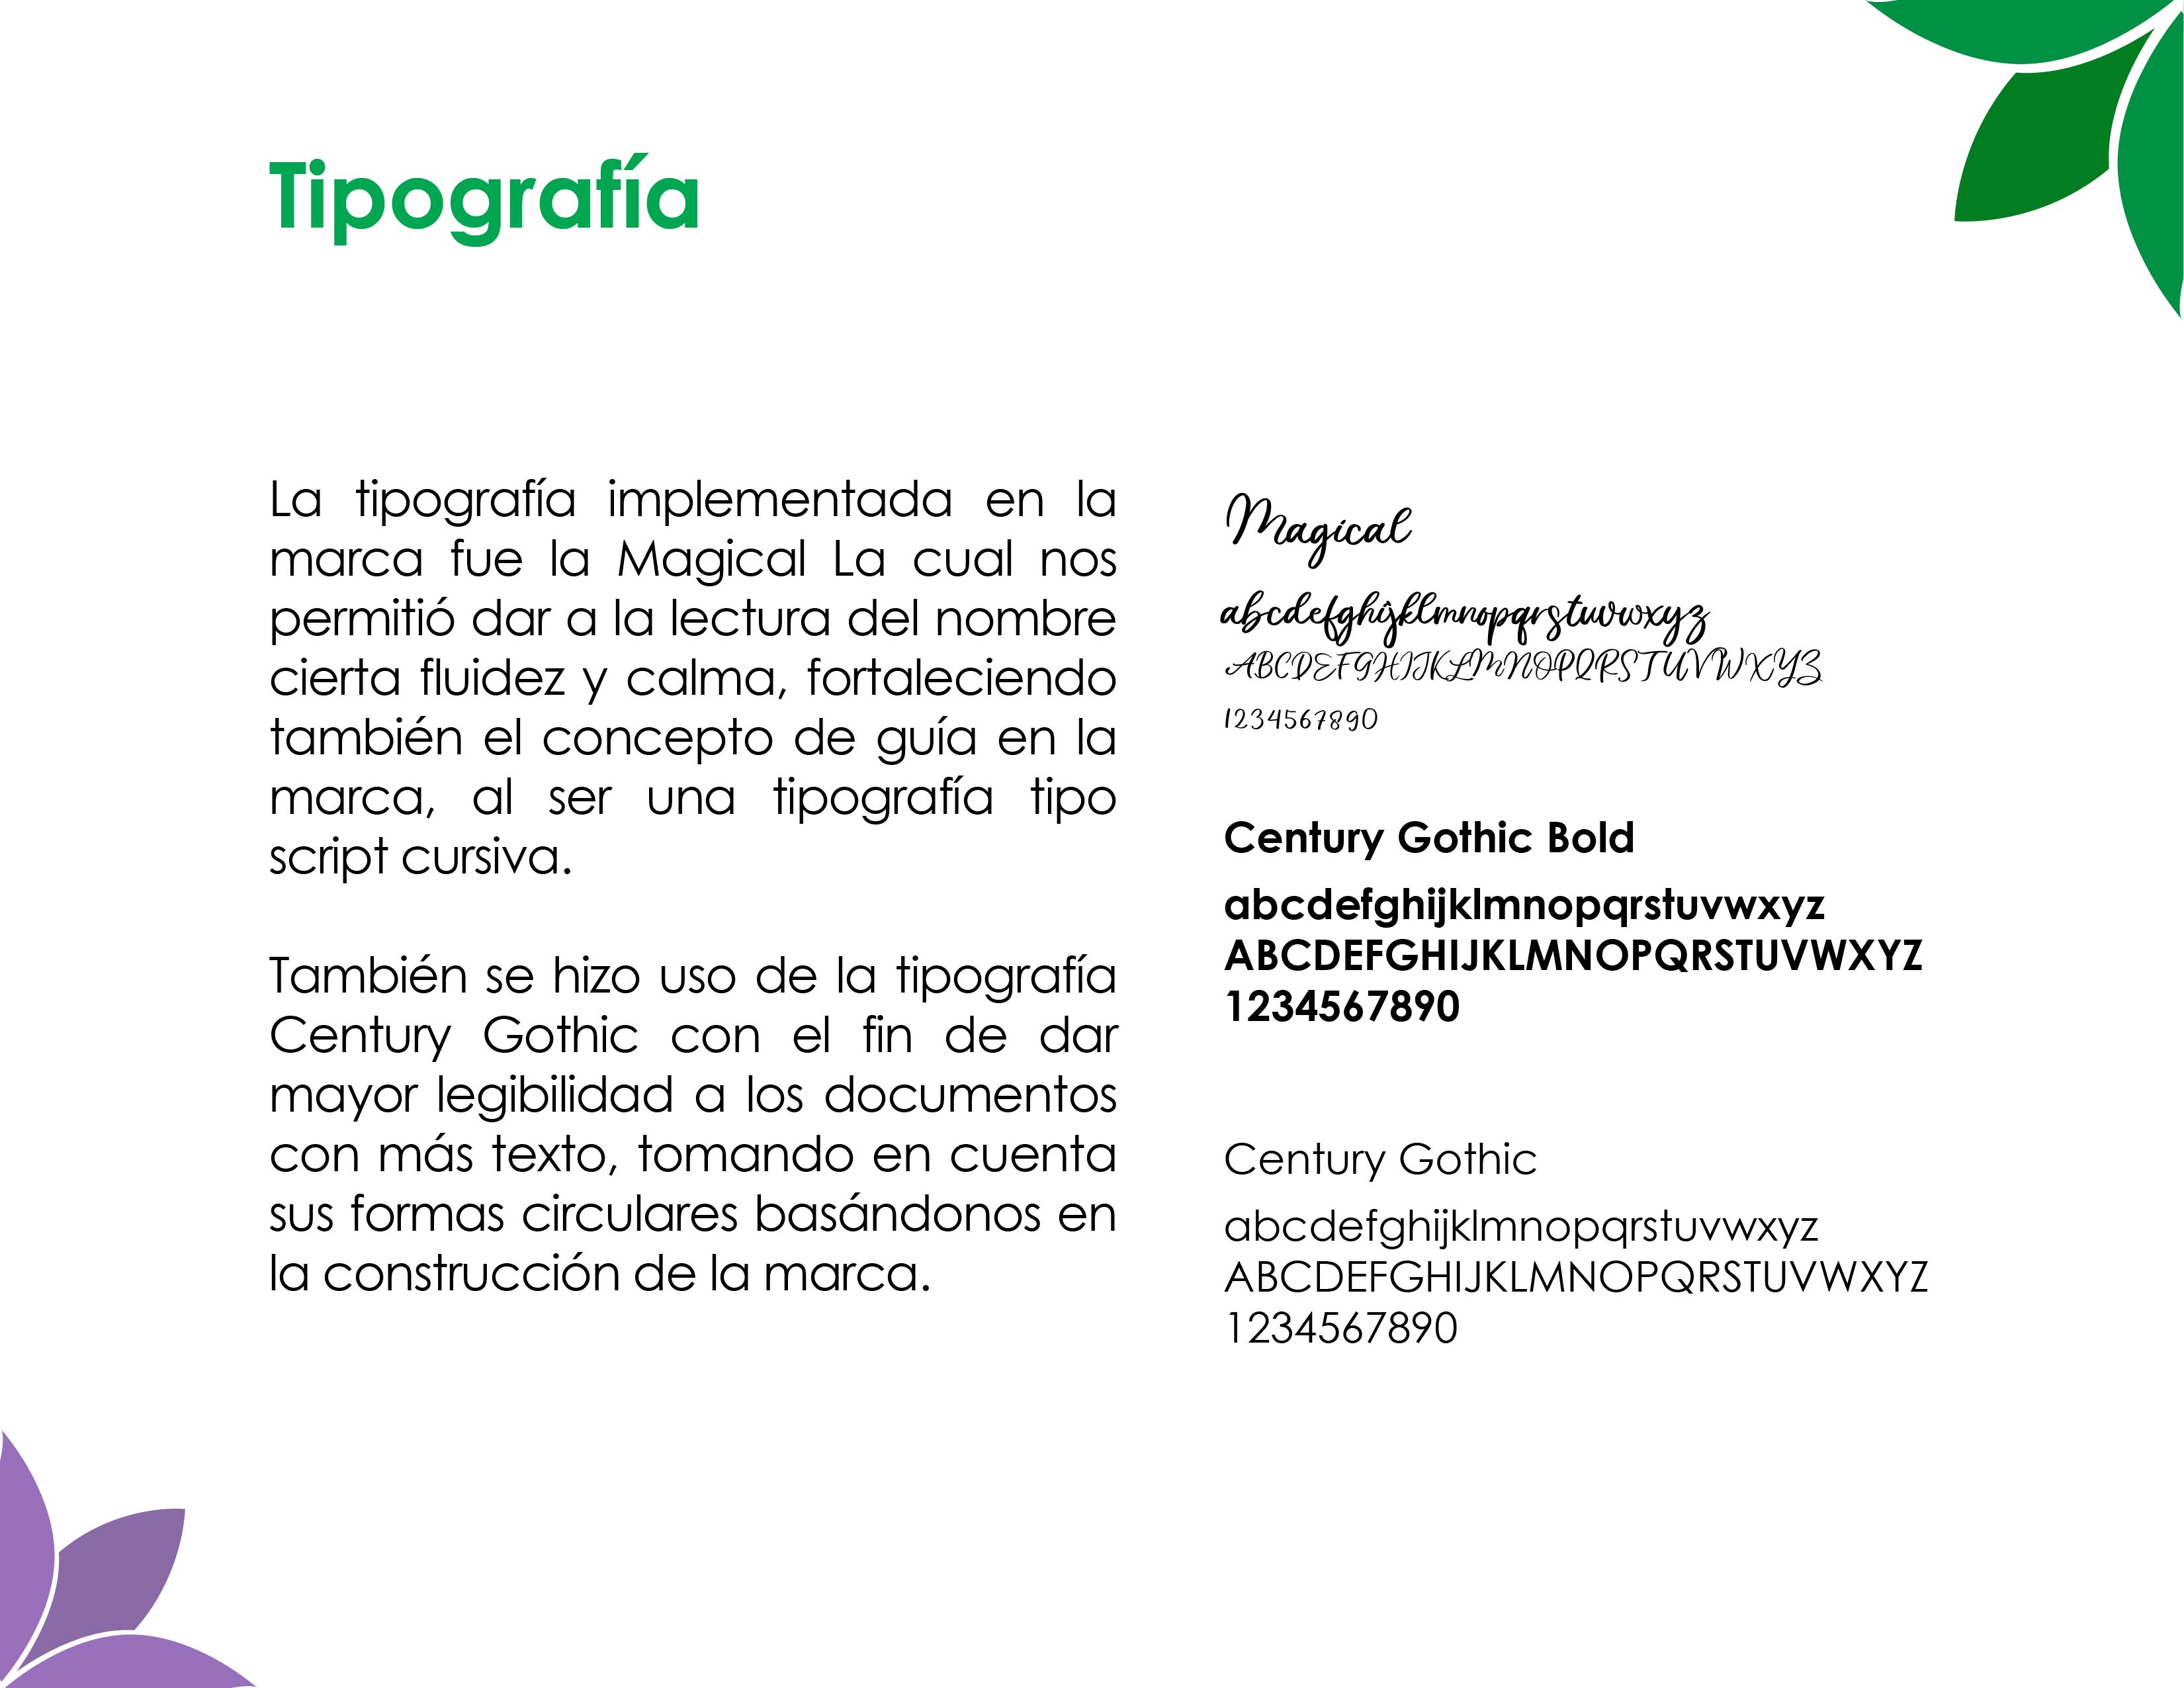 Tipografía
La tipografía implementada en la
marca fue la Magical La cual nos
permitió dar a la lectura del nombre
cierta fluidez y calma, fortaleciendo
también el concepto de guía en la
marca, al ser una tipografía tipo
script cursiva.
También se hizo uso de la tipografía
Century Gothic con el fin de dar
mayor legibilidad a los documentos
con más texto, tomando en cuenta
sus formas circulares basándonos en
la construcción de la marca.
Magical
abcdefghijklmnopqrstuvwxyz
ABCDEFGHIJKLMNOPQRSTUVWXYZ
1234567890
Century Gothic Bold
abcdefghijklmnopqrstuvwxyz
ABCDEFGHIJKLMNOPQRSTUVWXYZ
1234567890
Century Gothic
abcdefghijklmnopqrstuvwxyz
ABCDEFGHIJKLMNOPQRSTUVWXYZ
1234567890